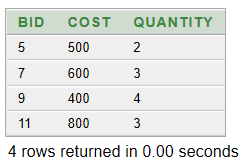 BID COST QUANTITY
5 500 2
7 600 3
9 400 4
11 800 3
4 rows returned in 0.00 seconds